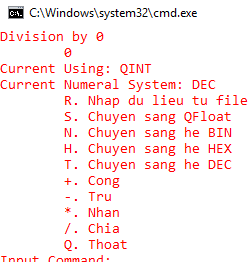 C:\Windows\system32\cmd.exe
Division by 0
0
Current Using: QINT
Current Numeral System: DEC
R. Nhap du lieu tu file
S. Chuyen sang QFloat
N. Chuyen sang he BIN
H. Chuyen sang he HEX
T. Chuyen sang he DEC
+. Cong
-. Tru
*. Nhan
/. Chia
Q. Thoat
Input Command: